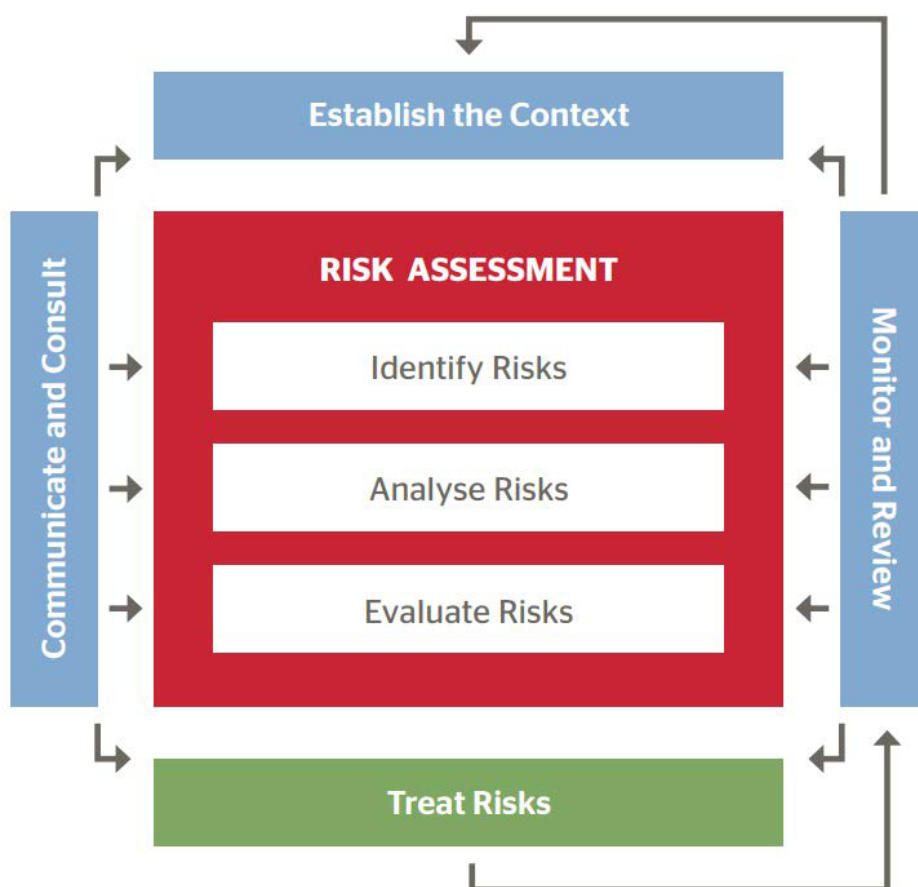 Establish the Context
RISK ASSESSMENT
Communicate and Consult
Identify Risks
Analyse Risks
Evaluate Risks
Monitor and Review
Treat Risks